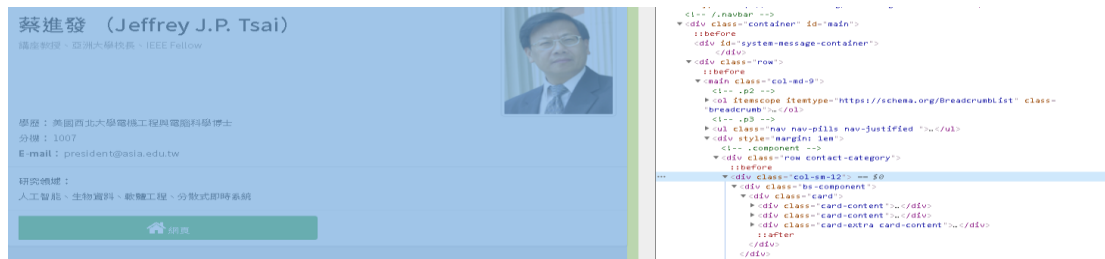 蔡進發 （Jeffrey J.P. Tsai）
講座教授、亞洲大學校長、IEEE Fellow
學歷： 美國西北大學電機工程與電腦科學博士
分機： 1007
E-mail： president@asia.edu.tw
研究領域：
人工智能、生物資料、軟體工程、分散式即時系統
網頁
<!-- /.navbar -->
▼<div class="container" id="main">
::before
<div id="system-message-container">
</div>
▼<div class="row">
::before
▼<main class="col-md-9">
<!-- .p2 -->
▶<ol itemscope itemtype="https://schema.org/BreadcrumbList" class=
"breadcrumb">…</ol>
<!-- .p3 -->
▶<ul class="nav nav-pills nav-justified ">…</ul>
▼<div style="margin: 1em">
<!-- .component -->
▼<div class="row contact-category">
::before
… ▼<div class="col-sm-12"> == $0
▼<div class="bs-component">
▼<div class="card">
▶<div class="card-content">…</div>
▶<div class="card-content">…</div>
▶<div class="card-extra card-content">…</div>
::after
</div>
</div>